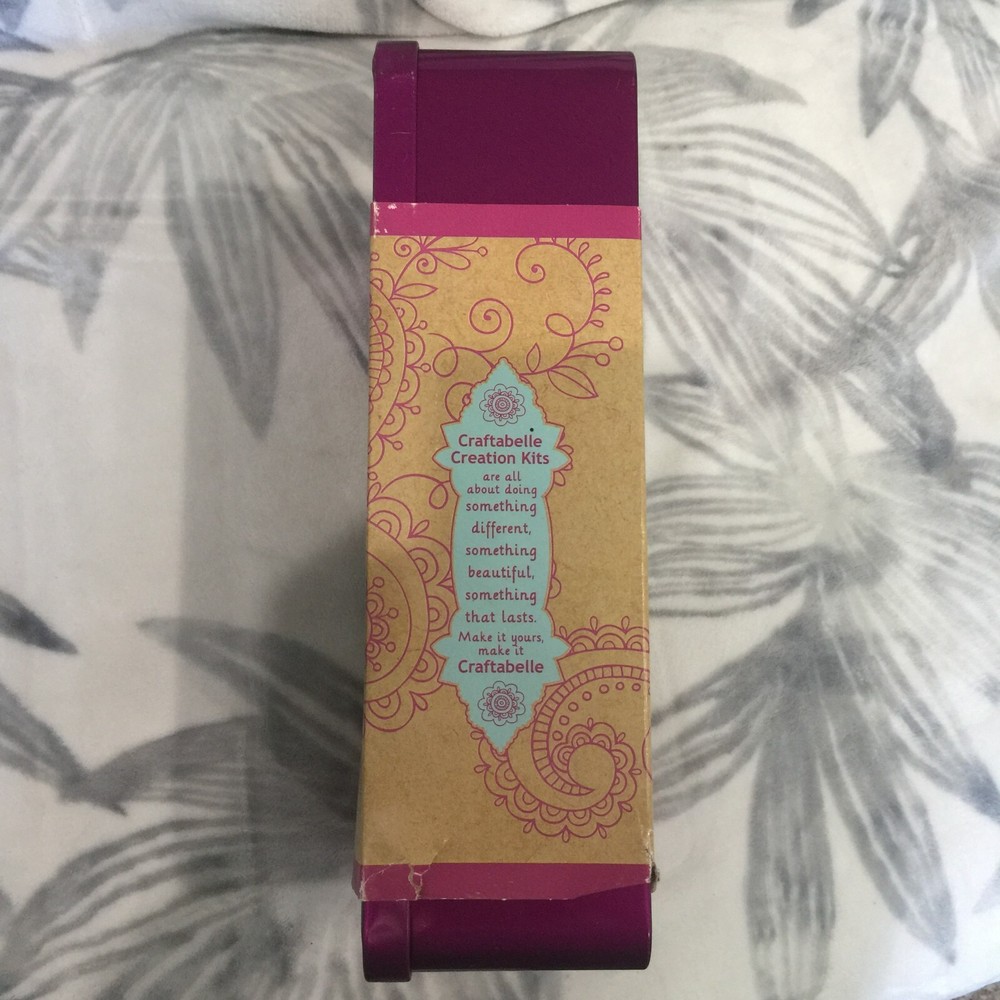 Craftabelle
Creation Kits
are all
about doing
something
different,
something
beautiful,
something
that lasts.
Make it yours,
make it
Craftabelle